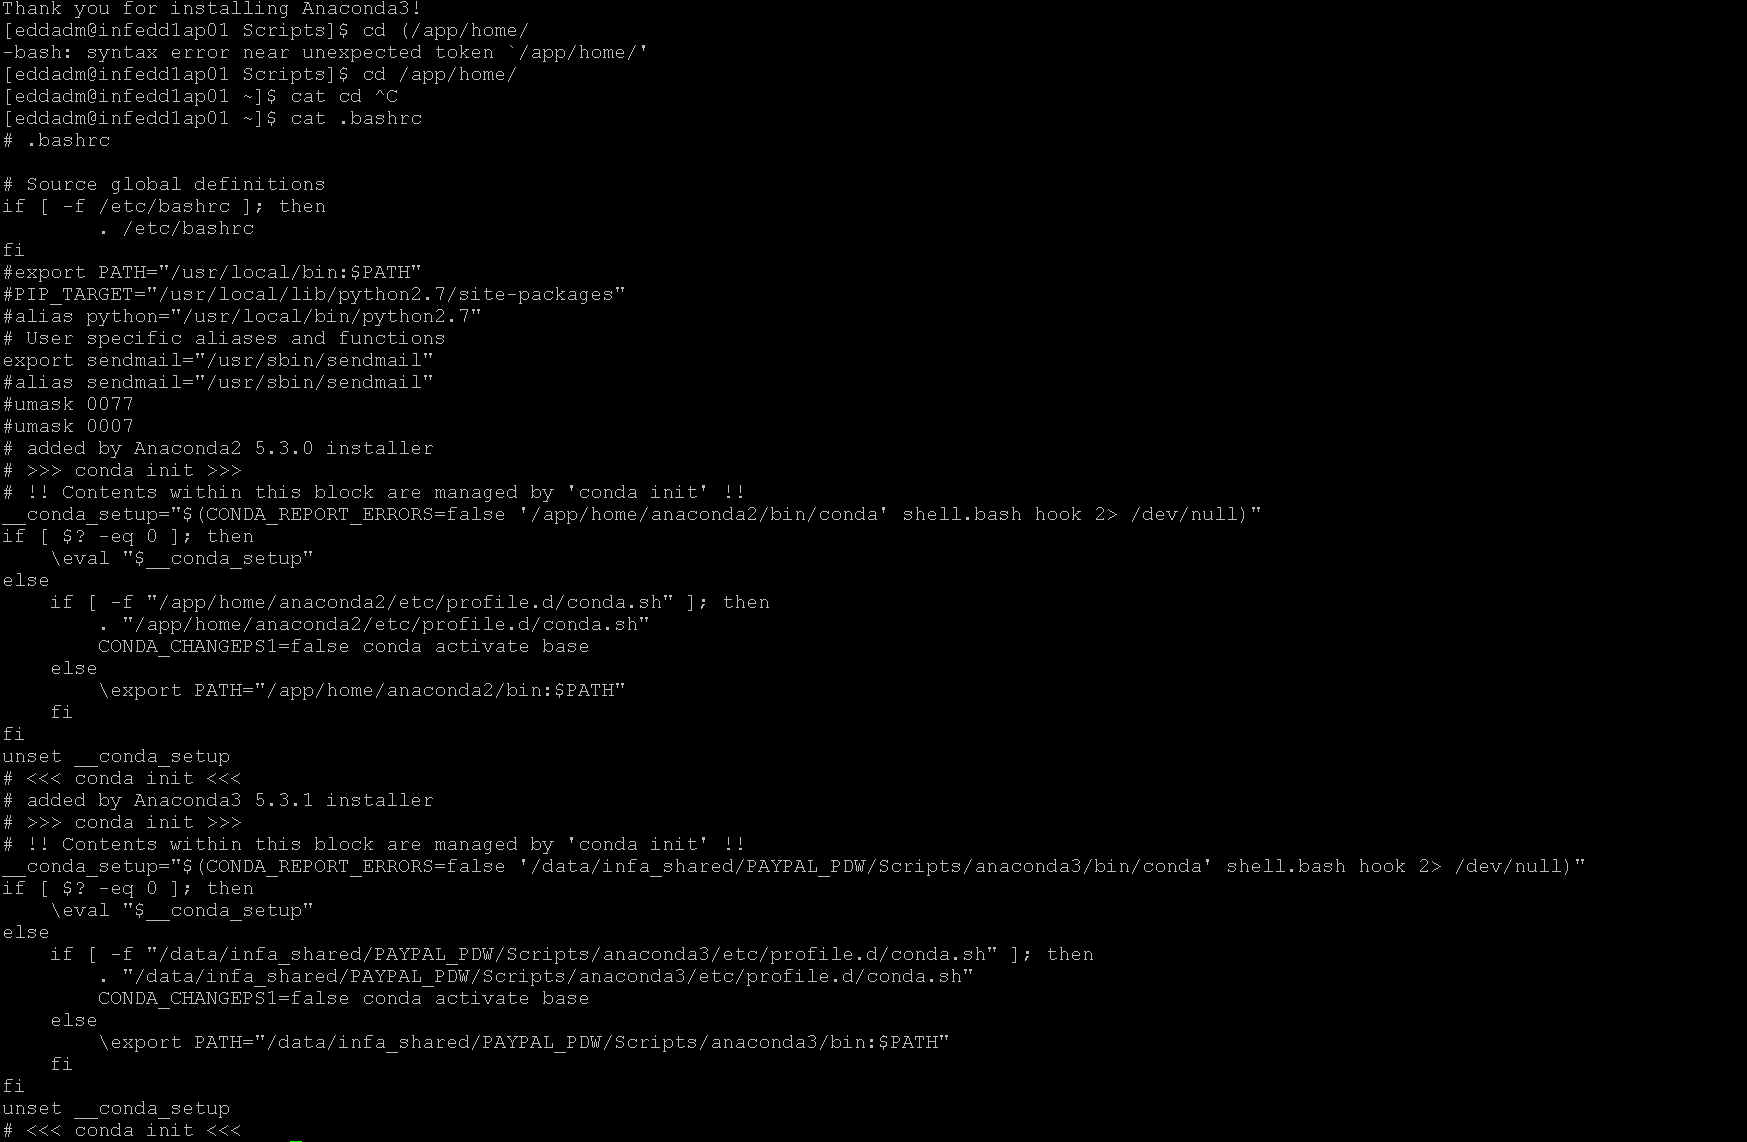 Thank you for installing Anaconda3!
[eddadm@infedd1ap01 Scripts]$ cd (/app/home/
-bash: syntax error near unexpected token `/app/home/'
[eddadm@infedd1ap01 Scripts]$ cd /app/home/
[eddadm@infedd1ap01 ~]$ cat cd ^C
[eddadm@infedd1ap01 ~]$ cat .bashrc
# .bashrc

# Source global definitions
if [ -f /etc/bashrc ]; then
        . /etc/bashrc
fi
#export PATH="/usr/local/bin:$PATH"
#PIP_TARGET="/usr/local/lib/python2.7/site-packages"
#alias python="/usr/local/bin/python2.7"
# User specific aliases and functions
export sendmail="/usr/sbin/sendmail"
#alias sendmail="/usr/sbin/sendmail"
#umask 0077
#umask 0007
# added by Anaconda2 5.3.0 installer
# >>> conda init >>>
# !! Contents within this block are managed by 'conda init' !!
__conda_setup="$(CONDA_REPORT_ERRORS=false '/app/home/anaconda2/bin/conda' shell.bash hook 2> /dev/null)"
if [ $? -eq 0 ]; then
    \eval "$__conda_setup"
else
    if [ -f "/app/home/anaconda2/etc/profile.d/conda.sh" ]; then
        . "/app/home/anaconda2/etc/profile.d/conda.sh"
        CONDA_CHANGEPS1=false conda activate base
    else
        \export PATH="/app/home/anaconda2/bin:$PATH"
    fi
fi
unset __conda_setup
# <<< conda init <<<
# added by Anaconda3 5.3.1 installer
# >>> conda init >>>
# !! Contents within this block are managed by 'conda init' !!
__conda_setup="$(CONDA_REPORT_ERRORS=false '/data/infa_shared/PAYPAL_PDW/Scripts/anaconda3/bin/conda' shell.bash hook 2> /dev/null)"
if [ $? -eq 0 ]; then
    \eval "$__conda_setup"
else
    if [ -f "/data/infa_shared/PAYPAL_PDW/Scripts/anaconda3/etc/profile.d/conda.sh" ]; then
        . "/data/infa_shared/PAYPAL_PDW/Scripts/anaconda3/etc/profile.d/conda.sh"
        CONDA_CHANGEPS1=false conda activate base
    else
        \export PATH="/data/infa_shared/PAYPAL_PDW/Scripts/anaconda3/bin:$PATH"
    fi
fi
unset __conda_setup
# <<< conda init <<<